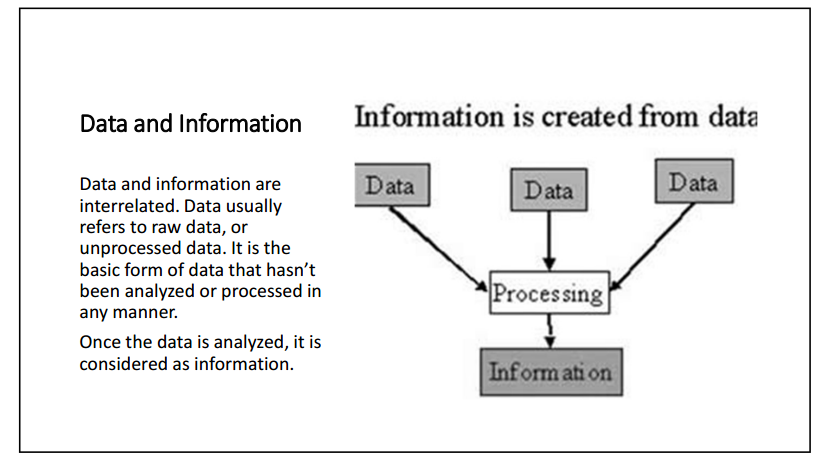 Data and Information
Data and information are
interrelated. Data usually
refers to raw data, or
unprocessed data. It is the
basic form of data that hasn’t
been analyzed or processed in
any manner.
Once the data is analyzed, it is
considered as information.
Information is created from data
Data
Data
Data
Processing
Information